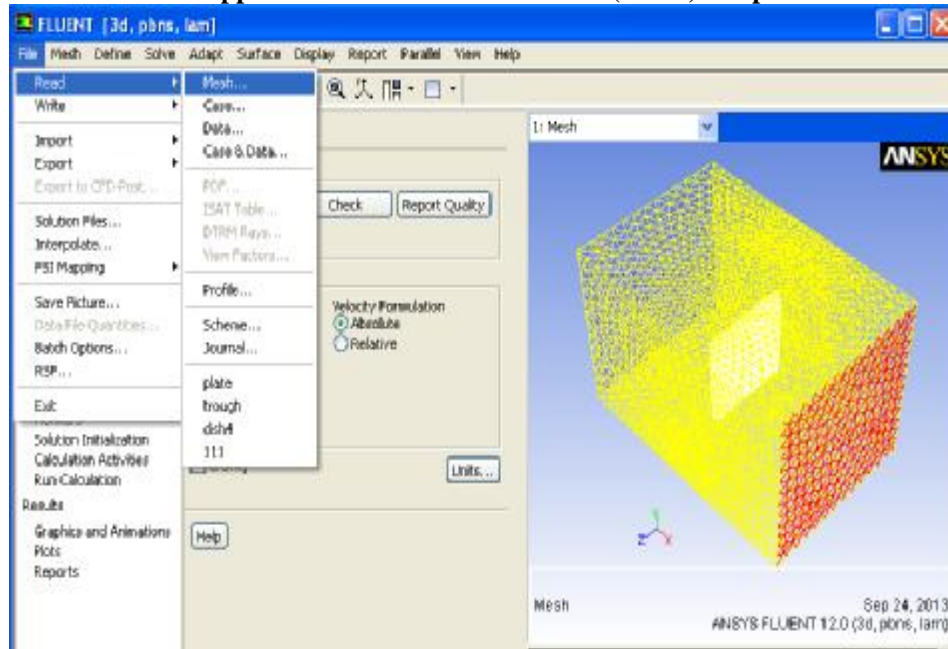 FLUENT [3d, pbns, lam]
File Mesh Define Solve Adapt Surface Display Report Parallel View Help
Read
Write
Import
Export
Export to CFD-Post...
Solution Files...
Interpolate...
FSI Mapping
Save Picture...
Data File Quantities...
Batch Options...
RSF...
Exit
Mesh...
Case...
Data...
Case & Data...
PDF...
ISAT Table...
DTRM Rays...
View Factors...
Profile...
Scheme...
Journal...
plate
trough
dish4
111
Check
Report Quality
Velocity Formulation
Absolute
Relative
Units...
Help
Solution Initialization
Calculation Activities
Run Calculation
Results
Graphics and Animations
Plots
Reports
1: Mesh
ANSYS
Y
Z X
Mesh
Sep 24, 2013
ANSYS FLUENT 12.0 (3d, pbns, lam)